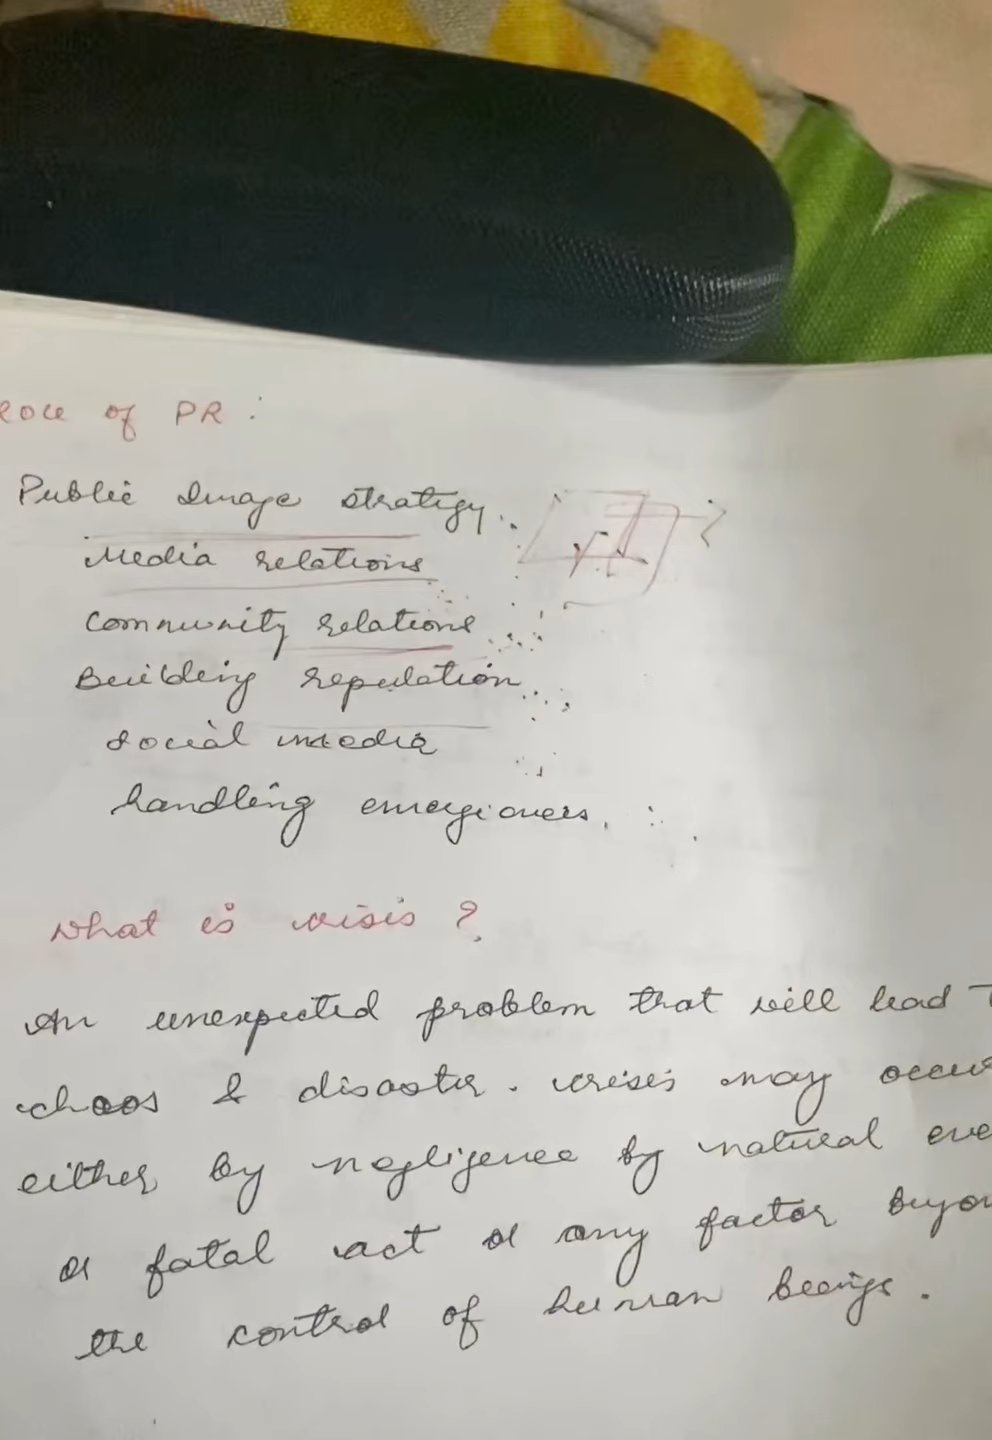 Role of PR :
Public Image strategy.
Media relations
Community relations
Building reputation
social media
handling emergencies.
What is crisis ?
An unexpected problem that will lead
chaos & disaster. crises may occur
either by negligence by natural eve
or fatal act or any factor beyon
the control of human beings.